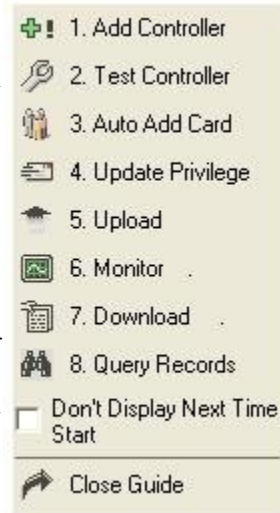 1. Add Controller
2. Test Controller
3. Auto Add Card
4. Update Privilege
5. Upload
6. Monitor .
7. Download .
8. Query Records
Don't Display Next Time
Start
Close Guide